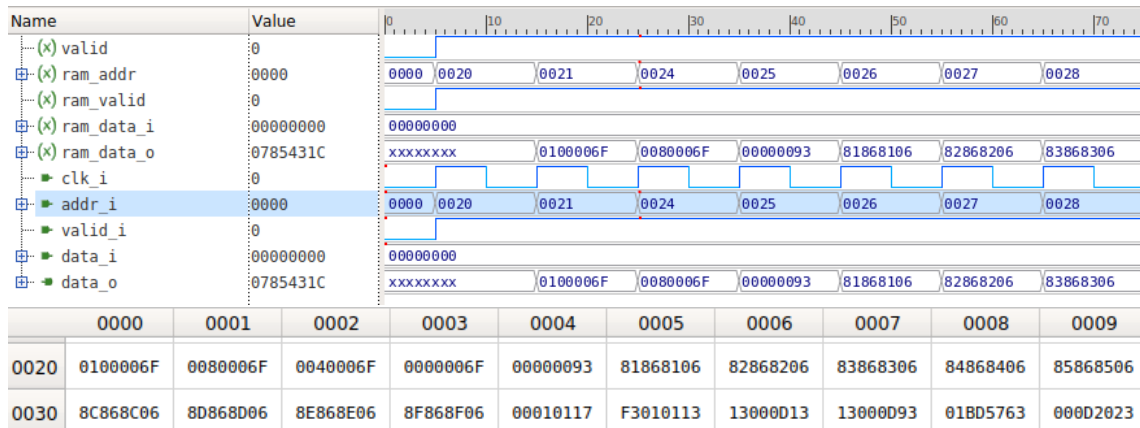 Name Value 0 10 20 30 40 50 60 70
(x) valid 0
(x) ram_addr 0000 0000 0020 0021 0024 0025 0026 0027 0028
(x) ram_valid 0
(x) ram_data_i 00000000 00000000
(x) ram_data_o 0785431C xxxxxxxx 0100006F 0080006F 00000093 81868106 82868206 83868306
clk_i 0
addr_i 0000 0000 0020 0021 0024 0025 0026 0027 0028
valid_i 0
data_i 00000000 00000000
data_o 0785431C xxxxxxxx 0100006F 0080006F 00000093 81868106 82868206 83868306
0000 0001 0002 0003 0004 0005 0006 0007 0008 0009
0020 0100006F 0080006F 0040006F 0000006F 00000093 81868106 82868206 83868306 84868406 85868506
0030 8C868C06 8D868D06 8E868E06 8F868F06 00010117 F3010113 13000D13 13000D93 01BD5763 000D2023